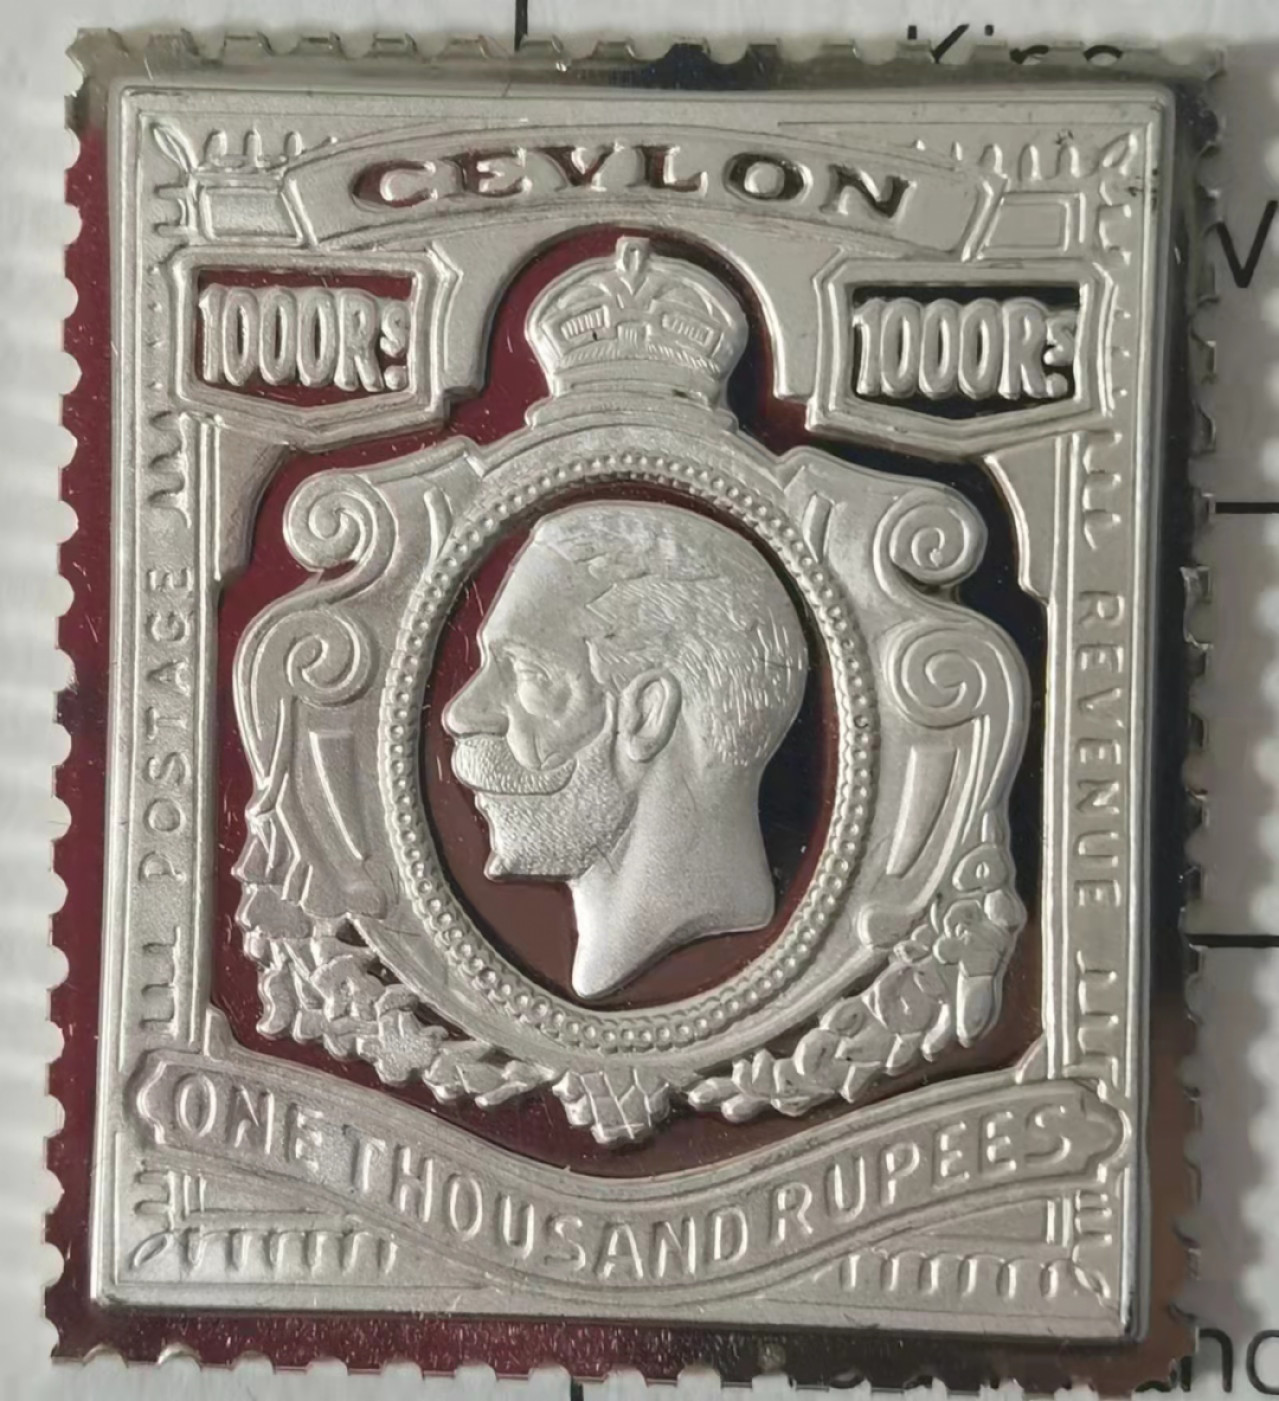 CEYLON
1000Rs.
1000Rs.
POSTAGE
REVENUE
ONE THOUSAND RUPEES